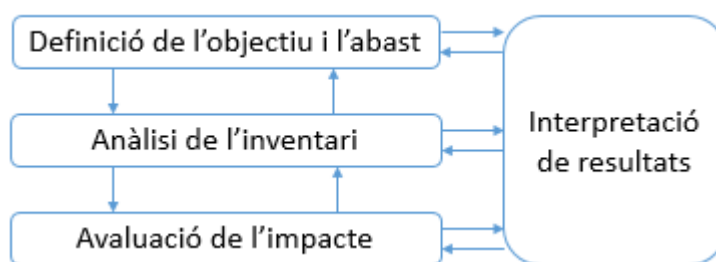 Definició de l’objectiu i l’abast
Anàlisi de l’inventari
Avaluació de l’impacte
Interpretació
de resultats